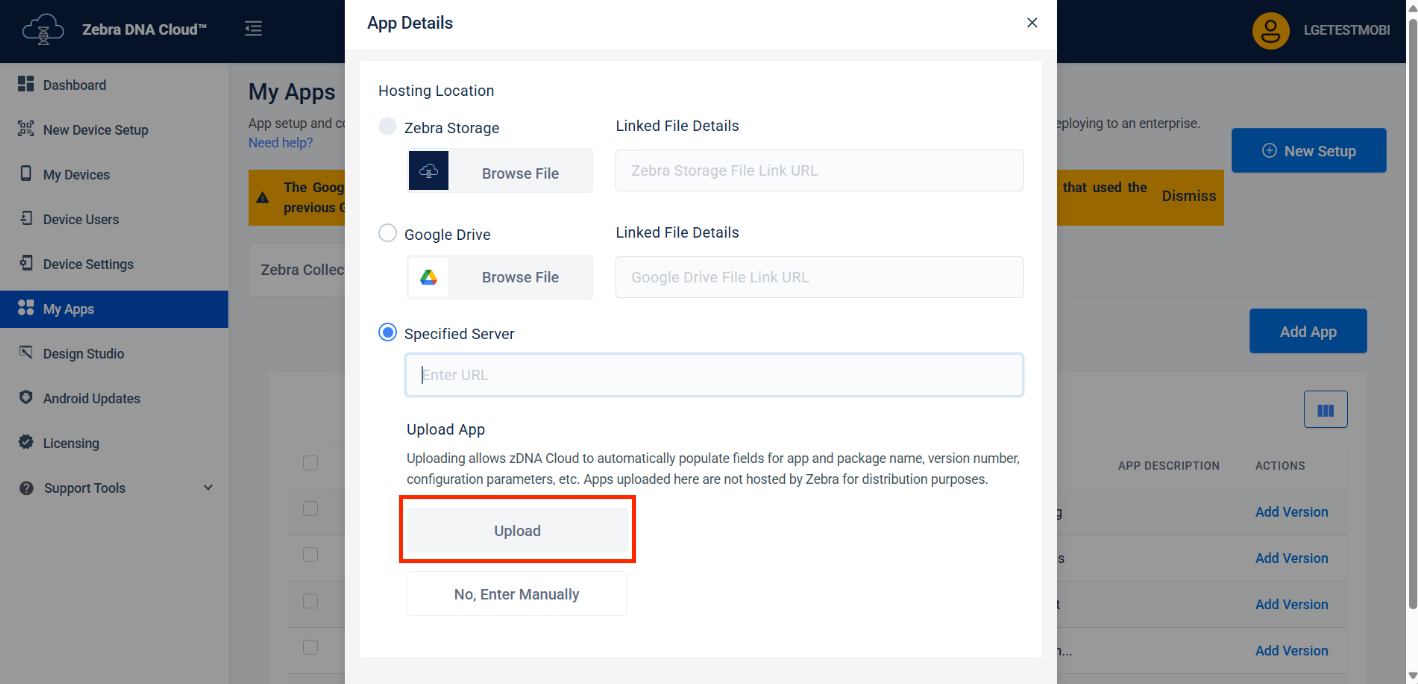 Zebra DNA Cloud™
LGETESTMOBI
Dashboard
New Device Setup
My Devices
Device Users
Device Settings
My Apps
Design Studio
Android Updates
Licensing
Support Tools
My Apps
App setup and
eploying to an enterprise.
Need help?
New Setup
The Goog
that used the
previous G
Dismiss
Zebra Collec
Add App
APP DESCRIPTION
ACTIONS
g
Add Version
s
Add Version
t
Add Version
n...
Add Version
App Details
Hosting Location
Zebra Storage
Linked File Details
Browse File
Zebra Storage File Link URL
Google Drive
Linked File Details
Browse File
Google Drive File Link URL
Specified Server
Enter URL
Upload App
Uploading allows zDNA Cloud to automatically populate fields for app and package name, version number,
configuration parameters, etc. Apps uploaded here are not hosted by Zebra for distribution purposes.
Upload
No, Enter Manually